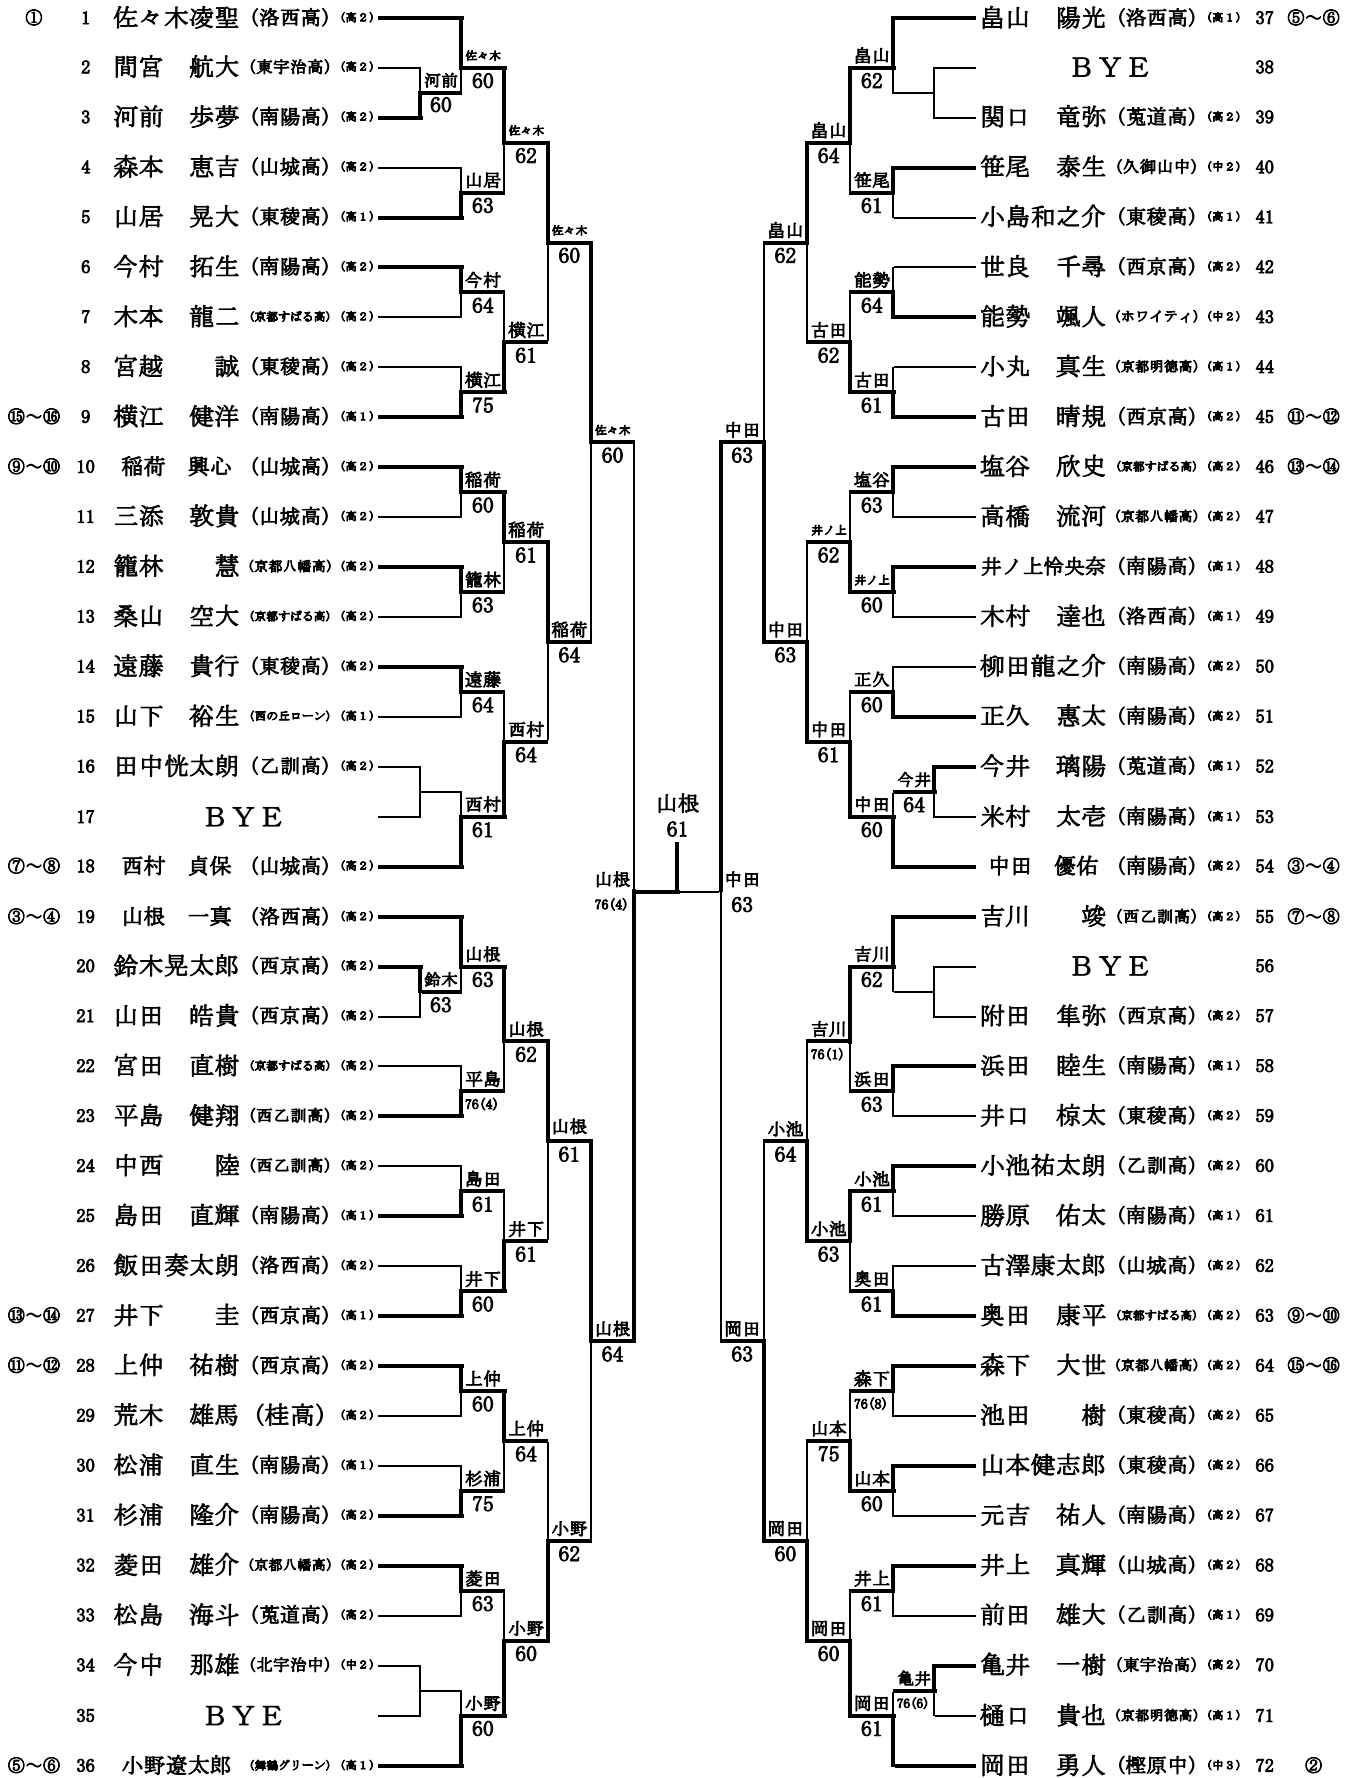 ① 1 佐々木凌聖 (洛西高) (高2)
2 間宮 航大 (東宇治高) (高2)
3 河前 歩夢 (南陽高) (高2)
4 森本 恵吉 (山城高) (高2)
5 山居 晃大 (東稜高) (高1)
6 今村 拓生 (南陽高) (高2)
7 木本 龍二 (京都すばる高) (高2)
8 宮越 誠 (東稜高) (高2)
⑮～⑯ 9 横江 健洋 (南陽高) (高1)
⑨～⑩ 10 稲荷 興心 (山城高) (高2)
11 三添 敦貴 (山城高) (高2)
12 籠林 慧 (京都八幡高) (高2)
13 桑山 空大 (京都すばる高) (高2)
14 遠藤 貴行 (東稜高) (高2)
15 山下 裕生 (西の丘ローン) (高1)
16 田中恍太朗 (乙訓高) (高2)
17 BYE
⑦～⑧ 18 西村 貞保 (山城高) (高2)
③～④ 19 山根 一真 (洛西高) (高2)
20 鈴木晃太郎 (西京高) (高2)
21 山田 皓貴 (西京高) (高2)
22 宮田 直樹 (京都すばる高) (高2)
23 平島 健翔 (西乙訓高) (高2)
24 中西 陸 (西乙訓高) (高2)
25 島田 直輝 (南陽高) (高1)
26 飯田奏太朗 (洛西高) (高2)
⑬～⑭ 27 井下 圭 (西京高) (高1)
⑪～⑫ 28 上仲 祐樹 (西京高) (高2)
29 荒木 雄馬 (桂高) (高2)
30 松浦 直生 (南陽高) (高1)
31 杉浦 隆介 (南陽高) (高2)
32 菱田 雄介 (京都八幡高) (高2)
33 松島 海斗 (莵道高) (高2)
34 今中 那雄 (北宇治中) (中2)
35 BYE
⑤～⑥ 36 小野遼太郎 (舞鶴グリーン) (高1)
河前
60
鈴木
63
佐々木
60
山居
63
今村
64
横江
75
稲荷
60
籠林
63
遠藤
64
西村
61
山根
63
平島
76(4)
島田
61
井下
60
上仲
60
杉浦
75
菱田
63
小野
60
佐々木
62
横江
61
稲荷
61
西村
64
山根
62
井下
61
上仲
64
小野
60
佐々木
60
稲荷
64
山根
61
小野
62
佐々木
60
山根
64
山根
76(4)
山根
61
中田
63
中田
63
岡田
63
畠山
62
中田
63
小池
64
岡田
60
畠山
64
古田
62
井ノ上
62
中田
61
吉川
76(1)
小池
63
山本
75
岡田
60
畠山
62
笹尾
61
能勢
64
古田
61
塩谷
63
井ノ上
60
正久
60
中田
60
吉川
62
浜田
63
小池
61
奥田
61
森下
76(8)
山本
60
井上
61
岡田
61
今井
64
亀井
76(6)
畠山 陽光 (洛西高) (高1) 37 ⑤～⑥
BYE 38
関口 竜弥 (莵道高) (高2) 39
笹尾 泰生 (久御山中) (中2) 40
小島和之介 (東稜高) (高1) 41
世良 千尋 (西京高) (高2) 42
能勢 颯人 (ホワイティ) (中2) 43
小丸 真生 (京都明徳高) (高1) 44
古田 晴規 (西京高) (高2) 45 ⑪～⑫
塩谷 欣史 (京都すばる高) (高2) 46 ⑬～⑭
高橋 流河 (京都八幡高) (高2) 47
井ノ上怜央奈 (南陽高) (高1) 48
木村 達也 (洛西高) (高1) 49
柳田龍之介 (南陽高) (高2) 50
正久 惠太 (南陽高) (高2) 51
今井 璃陽 (莵道高) (高1) 52
米村 太壱 (南陽高) (高1) 53
中田 優佑 (南陽高) (高2) 54 ③～④
吉川 竣 (西乙訓高) (高2) 55 ⑦～⑧
BYE 56
附田 隼弥 (西京高) (高2) 57
浜田 睦生 (南陽高) (高1) 58
井口 椋太 (東稜高) (高2) 59
小池祐太朗 (乙訓高) (高2) 60
勝原 佑太 (南陽高) (高1) 61
古澤康太郎 (山城高) (高2) 62
奥田 康平 (京都すばる高) (高2) 63 ⑨～⑩
森下 大世 (京都八幡高) (高2) 64 ⑮～⑯
池田 樹 (東稜高) (高2) 65
山本健志郎 (東稜高) (高2) 66
元吉 祐人 (南陽高) (高2) 67
井上 真輝 (山城高) (高2) 68
前田 雄大 (乙訓高) (高1) 69
亀井 一樹 (東宇治高) (高2) 70
樋口 貴也 (京都明徳高) (高1) 71
岡田 勇人 (樫原中) (中3) 72 ②